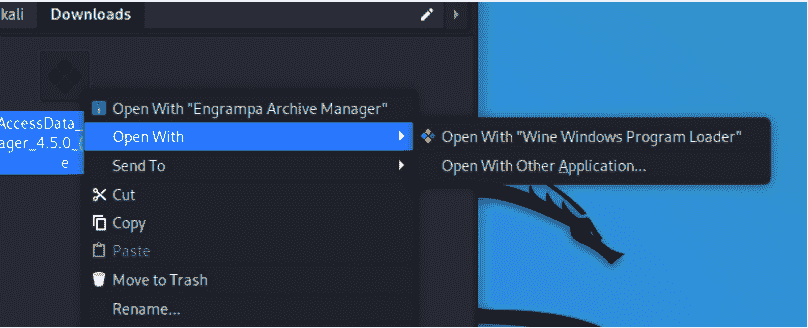 kali
Downloads
AccessData_
ager_4.5.0_(
e
Open With "Engrampa Archive Manager"
Open With
Send To
Cut
Copy
Paste
Move to Trash
Rename...
Open With "Wine Windows Program Loader"
Open With Other Application...